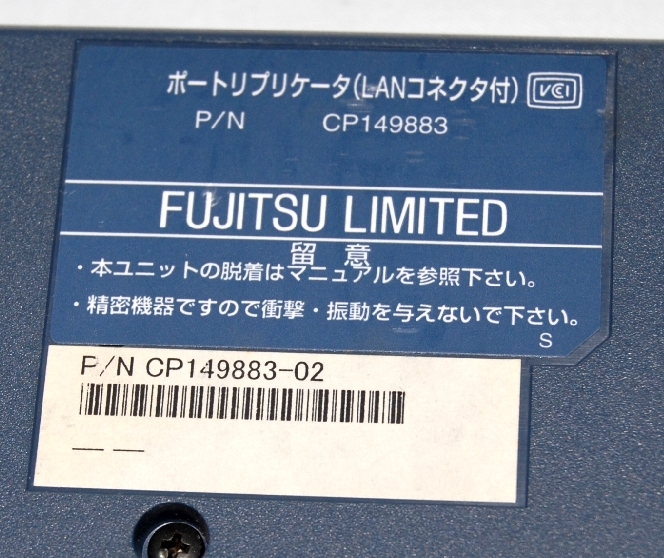 ポートリプリケータ(LANコネクタ付) VCI
P/N CP149883
FUJITSU LIMITED
留 意
・本ユニットの脱着はマニュアルを参照下さい。
・精密機器ですので衝撃・振動を与えないで下さい。
S
P/N CP149883-02